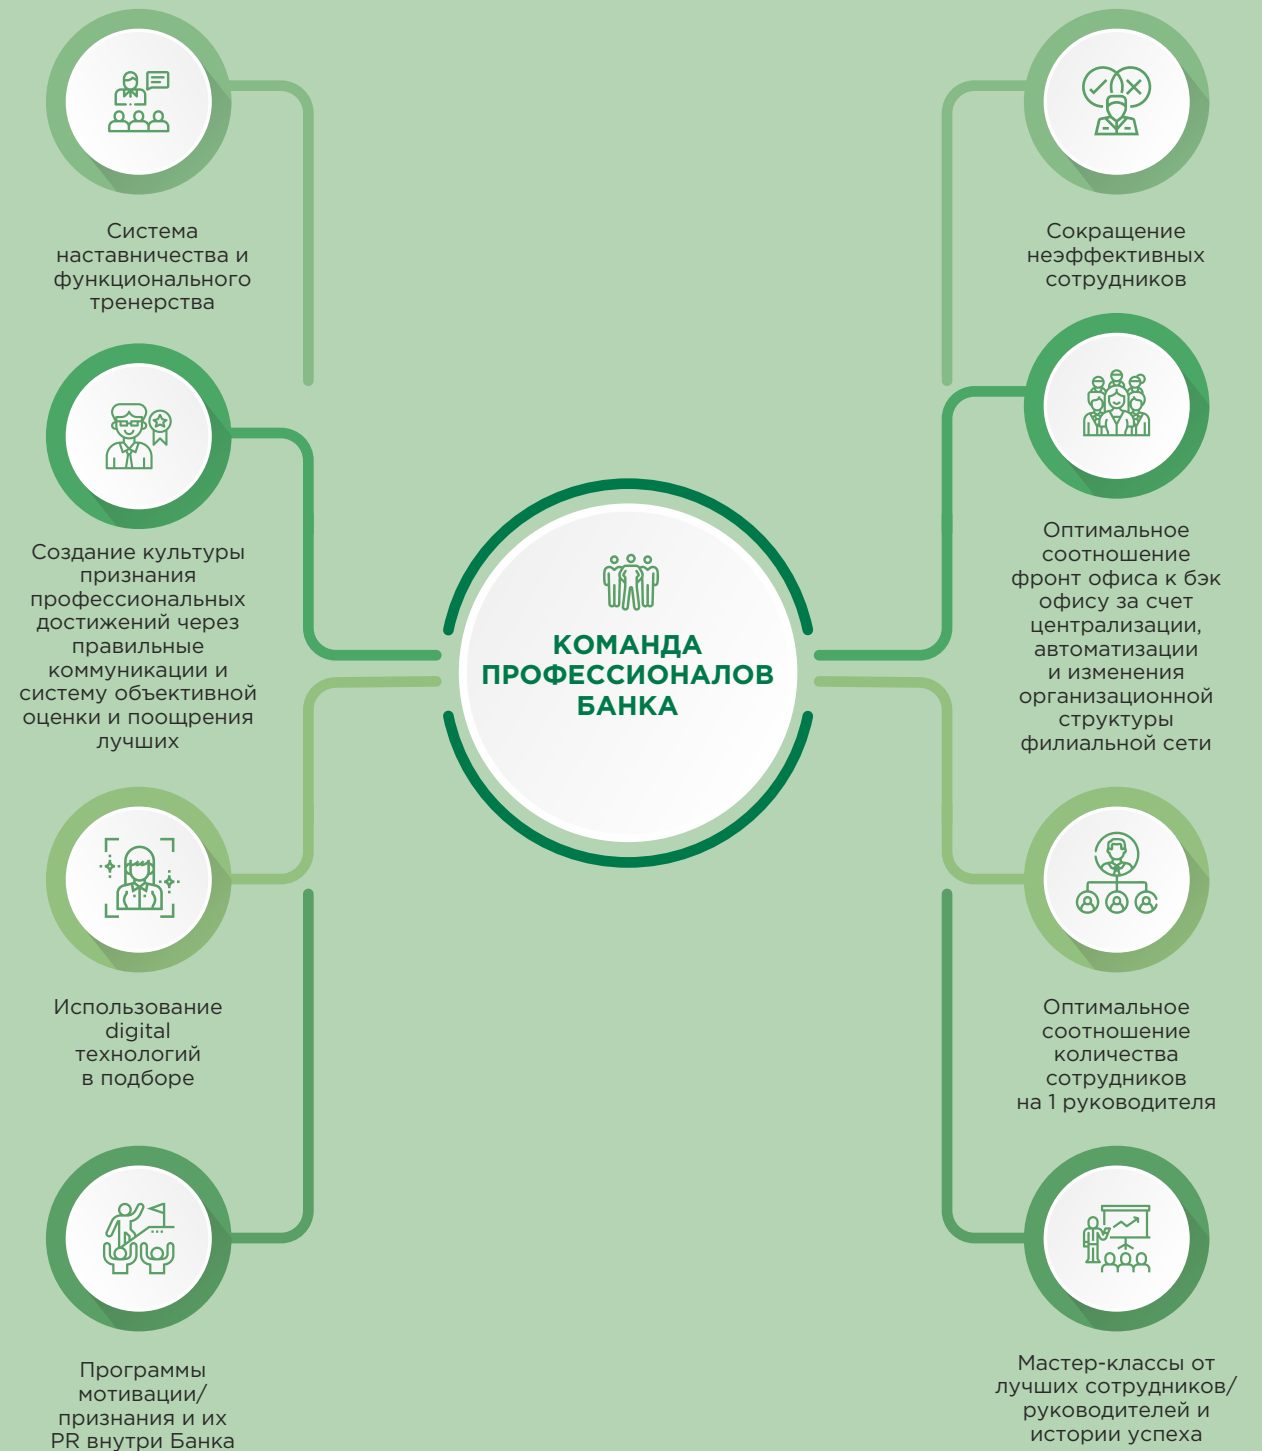 Система
наставничества и
функционального
тренерства
Создание культуры
признания
профессиональных
достижений через
правильные
коммуникации и
систему объективной
оценки и поощрения
лучших
Использование
digital
технологий
в подборе
Программы
мотивации/
признания и их
PR внутри Банка
КОМАНДА
ПРОФЕССИОНАЛОВ
БАНКА
Сокращение
неэффективных
сотрудников
Оптимальное
соотношение
фронт офиса к бэк
офису за счет
централизации,
автоматизации
и изменения
организационной
структуры
филиальной сети
Оптимальное
соотношение
количества
сотрудников
на 1 руководителя
Мастер-классы от
лучших сотрудников/
руководителей и
истории успеха